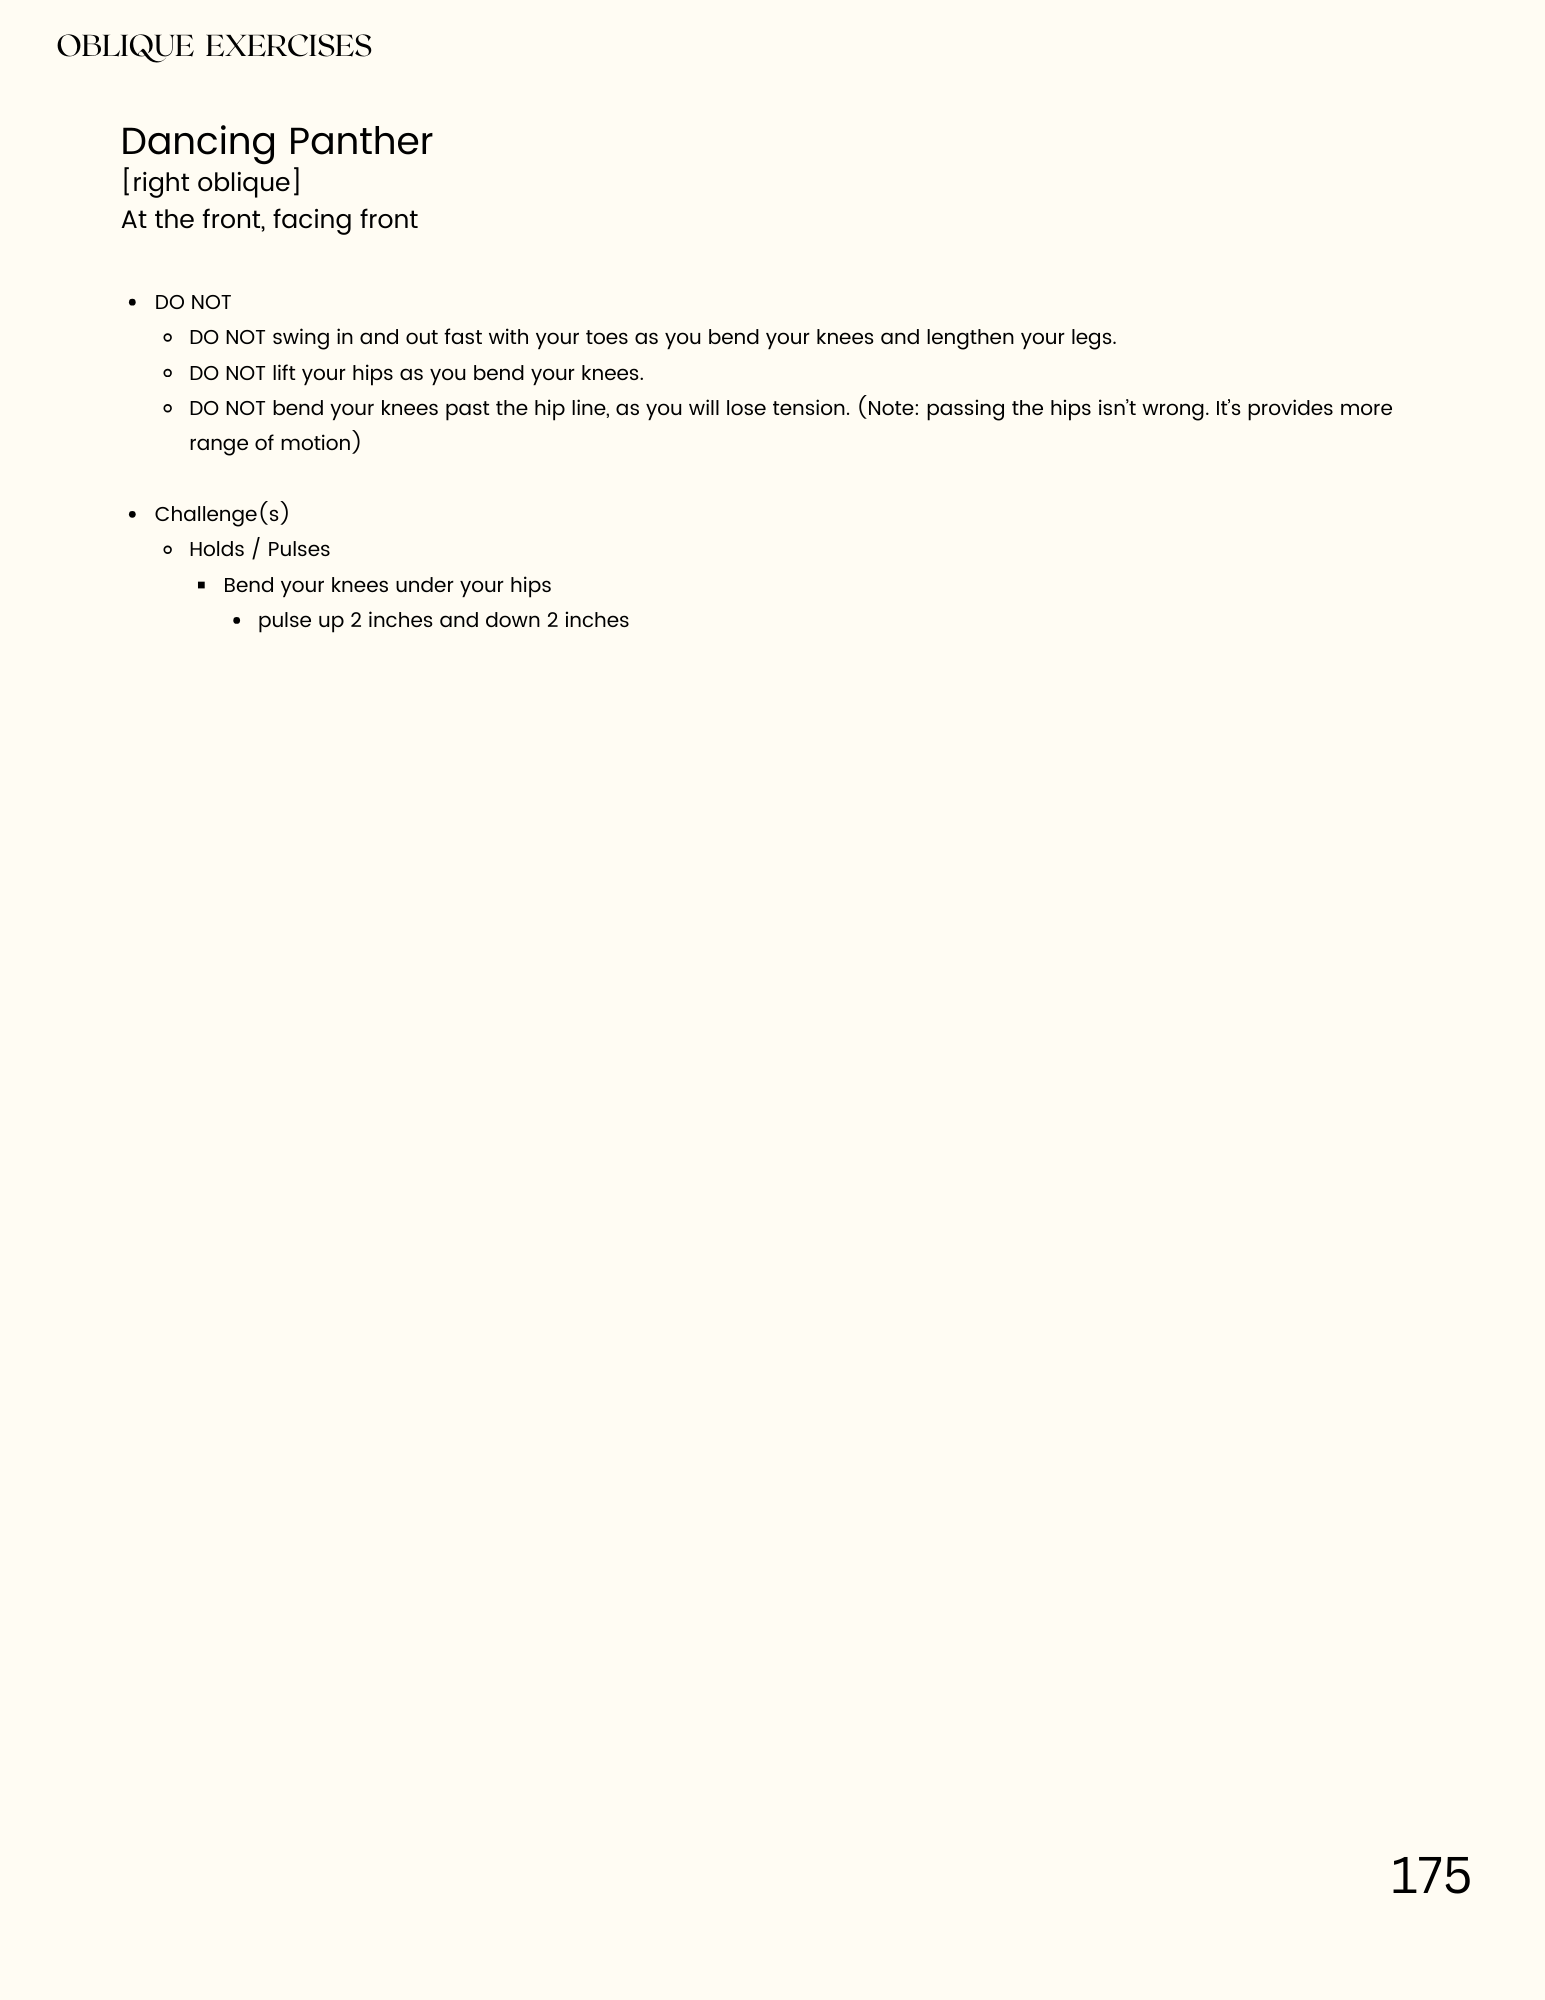 OBLIQUE EXERCISES
Dancing Panther
[right oblique]
At the front, facing front
• DO NOT
◦ DO NOT swing in and out fast with your toes as you bend your knees and lengthen your legs.
◦ DO NOT lift your hips as you bend your knees.
◦ DO NOT bend your knees past the hip line, as you will lose tension. (Note: passing the hips isn’t wrong. It’s provides more
range of motion)
• Challenge(s)
◦ Holds / Pulses
▪ Bend your knees under your hips
• pulse up 2 inches and down 2 inches
175